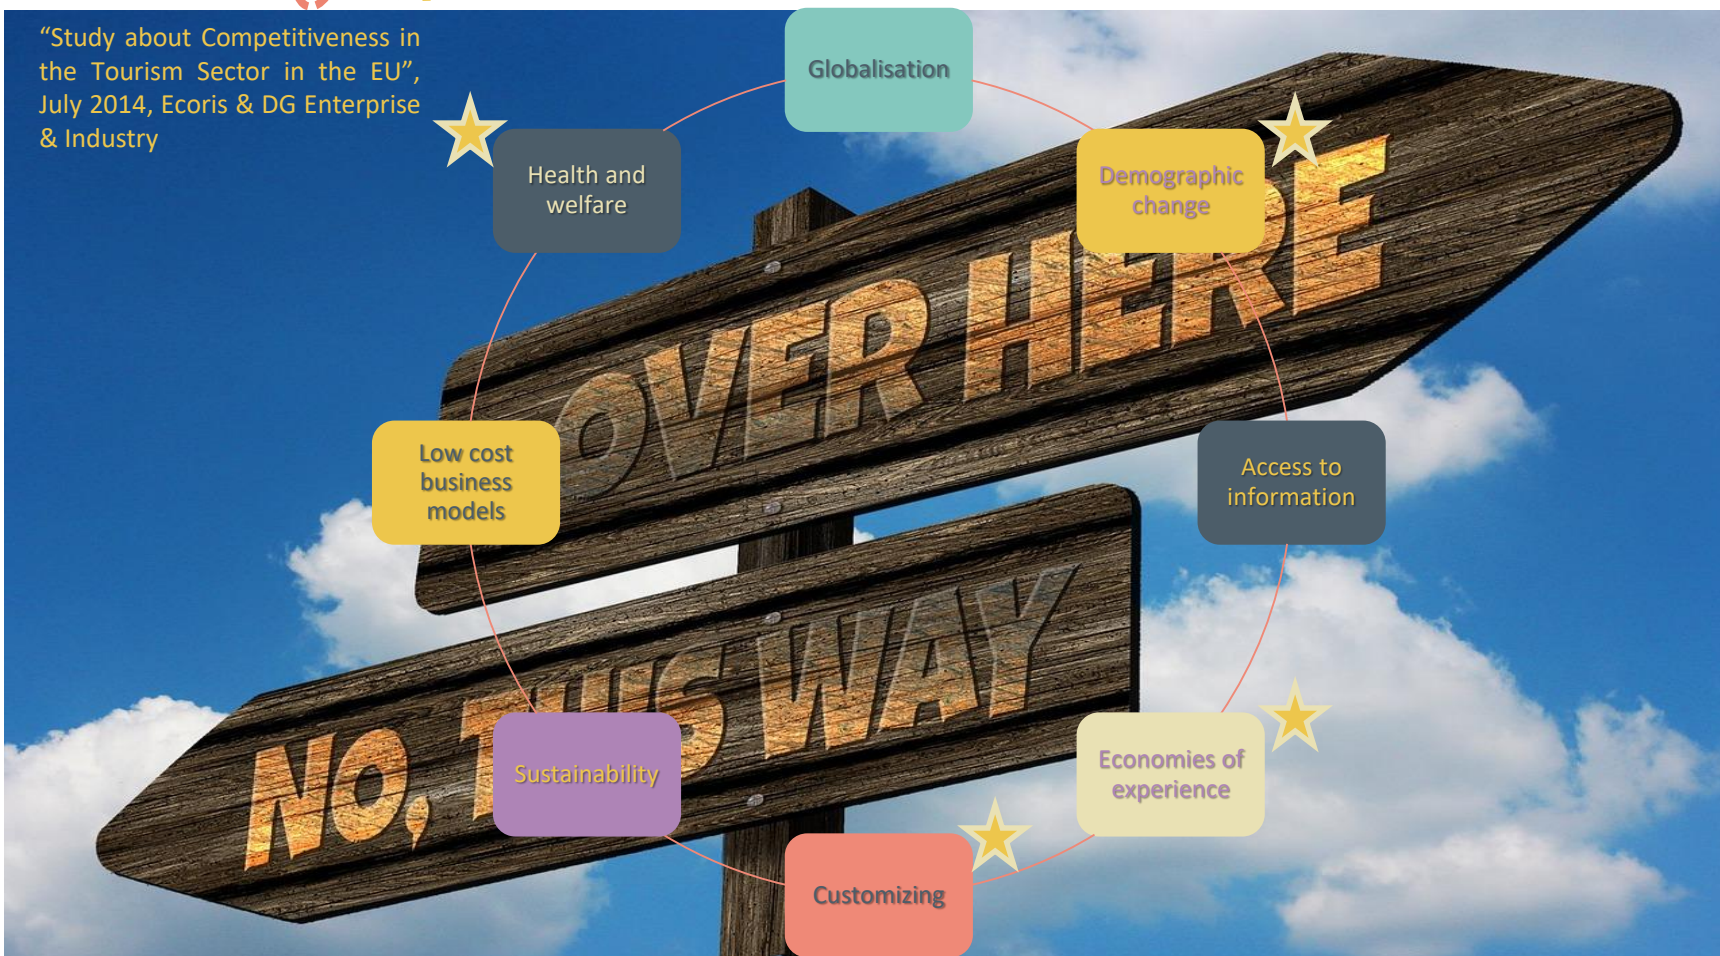 “Study about Competitiveness in
the Tourism Sector in the EU”,
July 2014, Ecoris & DG Enterprise
& Industry
Globalisation
Health and
welfare
Demographic
change
OVER HERE
Low cost
business
models
Access to
information
NO, THIS WAY
Sustainability
Economies of
experience
Customizing